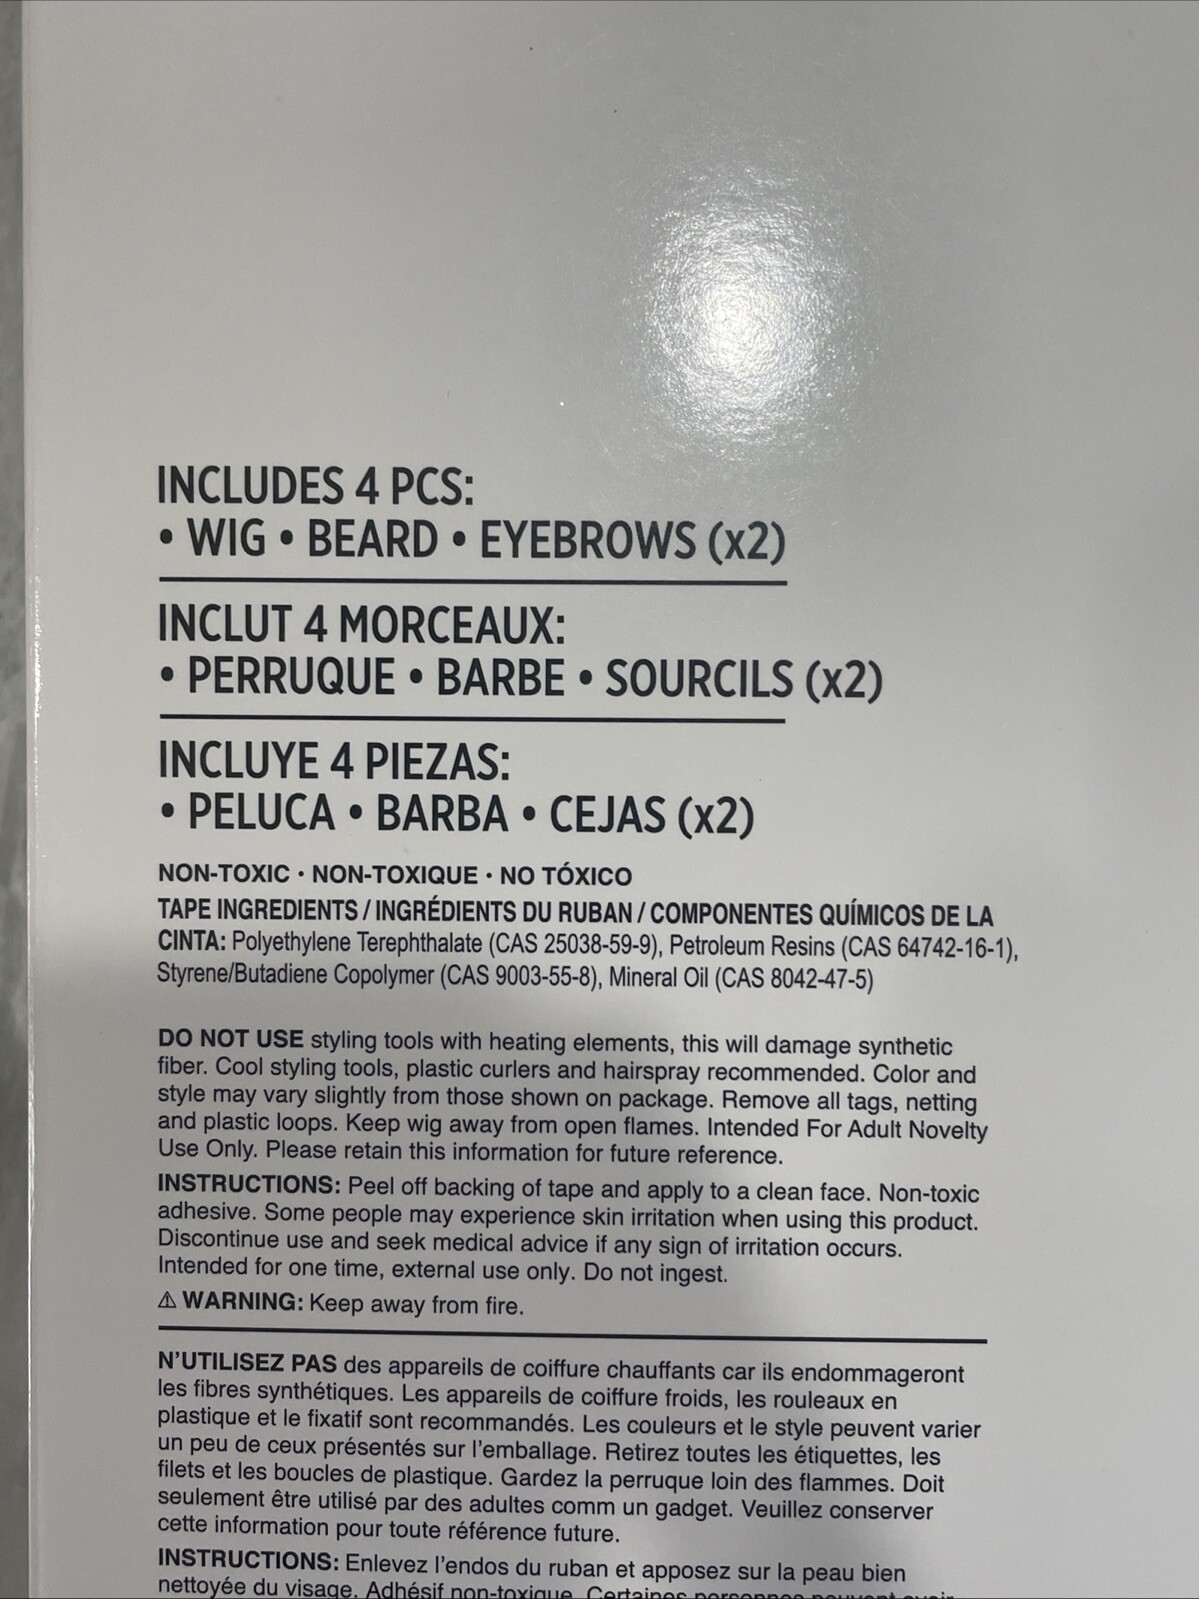 INCLUDES 4 PCS:
• WIG • BEARD • EYEBROWS (x2)
INCLUT 4 MORCEAUX:
• PERRUQUE • BARBE • SOURCILS (x2)
INCLUYE 4 PIEZAS:
• PELUCA • BARBA • CEJAS (x2)
NON-TOXIC • NON-TOXIQUE • NO TÓXICO
TAPE INGREDIENTS / INGRÉDIENTS DU RUBAN / COMPONENTES QUÍMICOS DE LA
CINTA: Polyethylene Terephthalate (CAS 25038-59-9), Petroleum Resins (CAS 64742-16-1),
Styrene/Butadiene Copolymer (CAS 9003-55-8), Mineral Oil (CAS 8042-47-5)
DO NOT USE styling tools with heating elements, this will damage synthetic
fiber. Cool styling tools, plastic curlers and hairspray recommended. Color and
style may vary slightly from those shown on package. Remove all tags, netting
and plastic loops. Keep wig away from open flames. Intended For Adult Novelty
Use Only. Please retain this information for future reference.
INSTRUCTIONS: Peel off backing of tape and apply to a clean face. Non-toxic
adhesive. Some people may experience skin irritation when using this product.
Discontinue use and seek medical advice if any sign of irritation occurs.
Intended for one time, external use only. Do not ingest.
⚠ WARNING: Keep away from fire.
N'UTILISEZ PAS des appareils de coiffure chauffants car ils endommageront
les fibres synthétiques. Les appareils de coiffure froids, les rouleaux en
plastique et le fixatif sont recommandés. Les couleurs et le style peuvent varier
un peu de ceux présentés sur l'emballage. Retirez toutes les étiquettes, les
filets et les boucles de plastique. Gardez la perruque loin des flammes. Doit
seulement être utilisé par des adultes comm un gadget. Veuillez conserver
cette information pour toute référence future.
INSTRUCTIONS: Enlevez l'endos du ruban et apposez sur la peau bien
nettoyée du visage. Adhésif non-toxique. Certaines personnes peuvent avoir